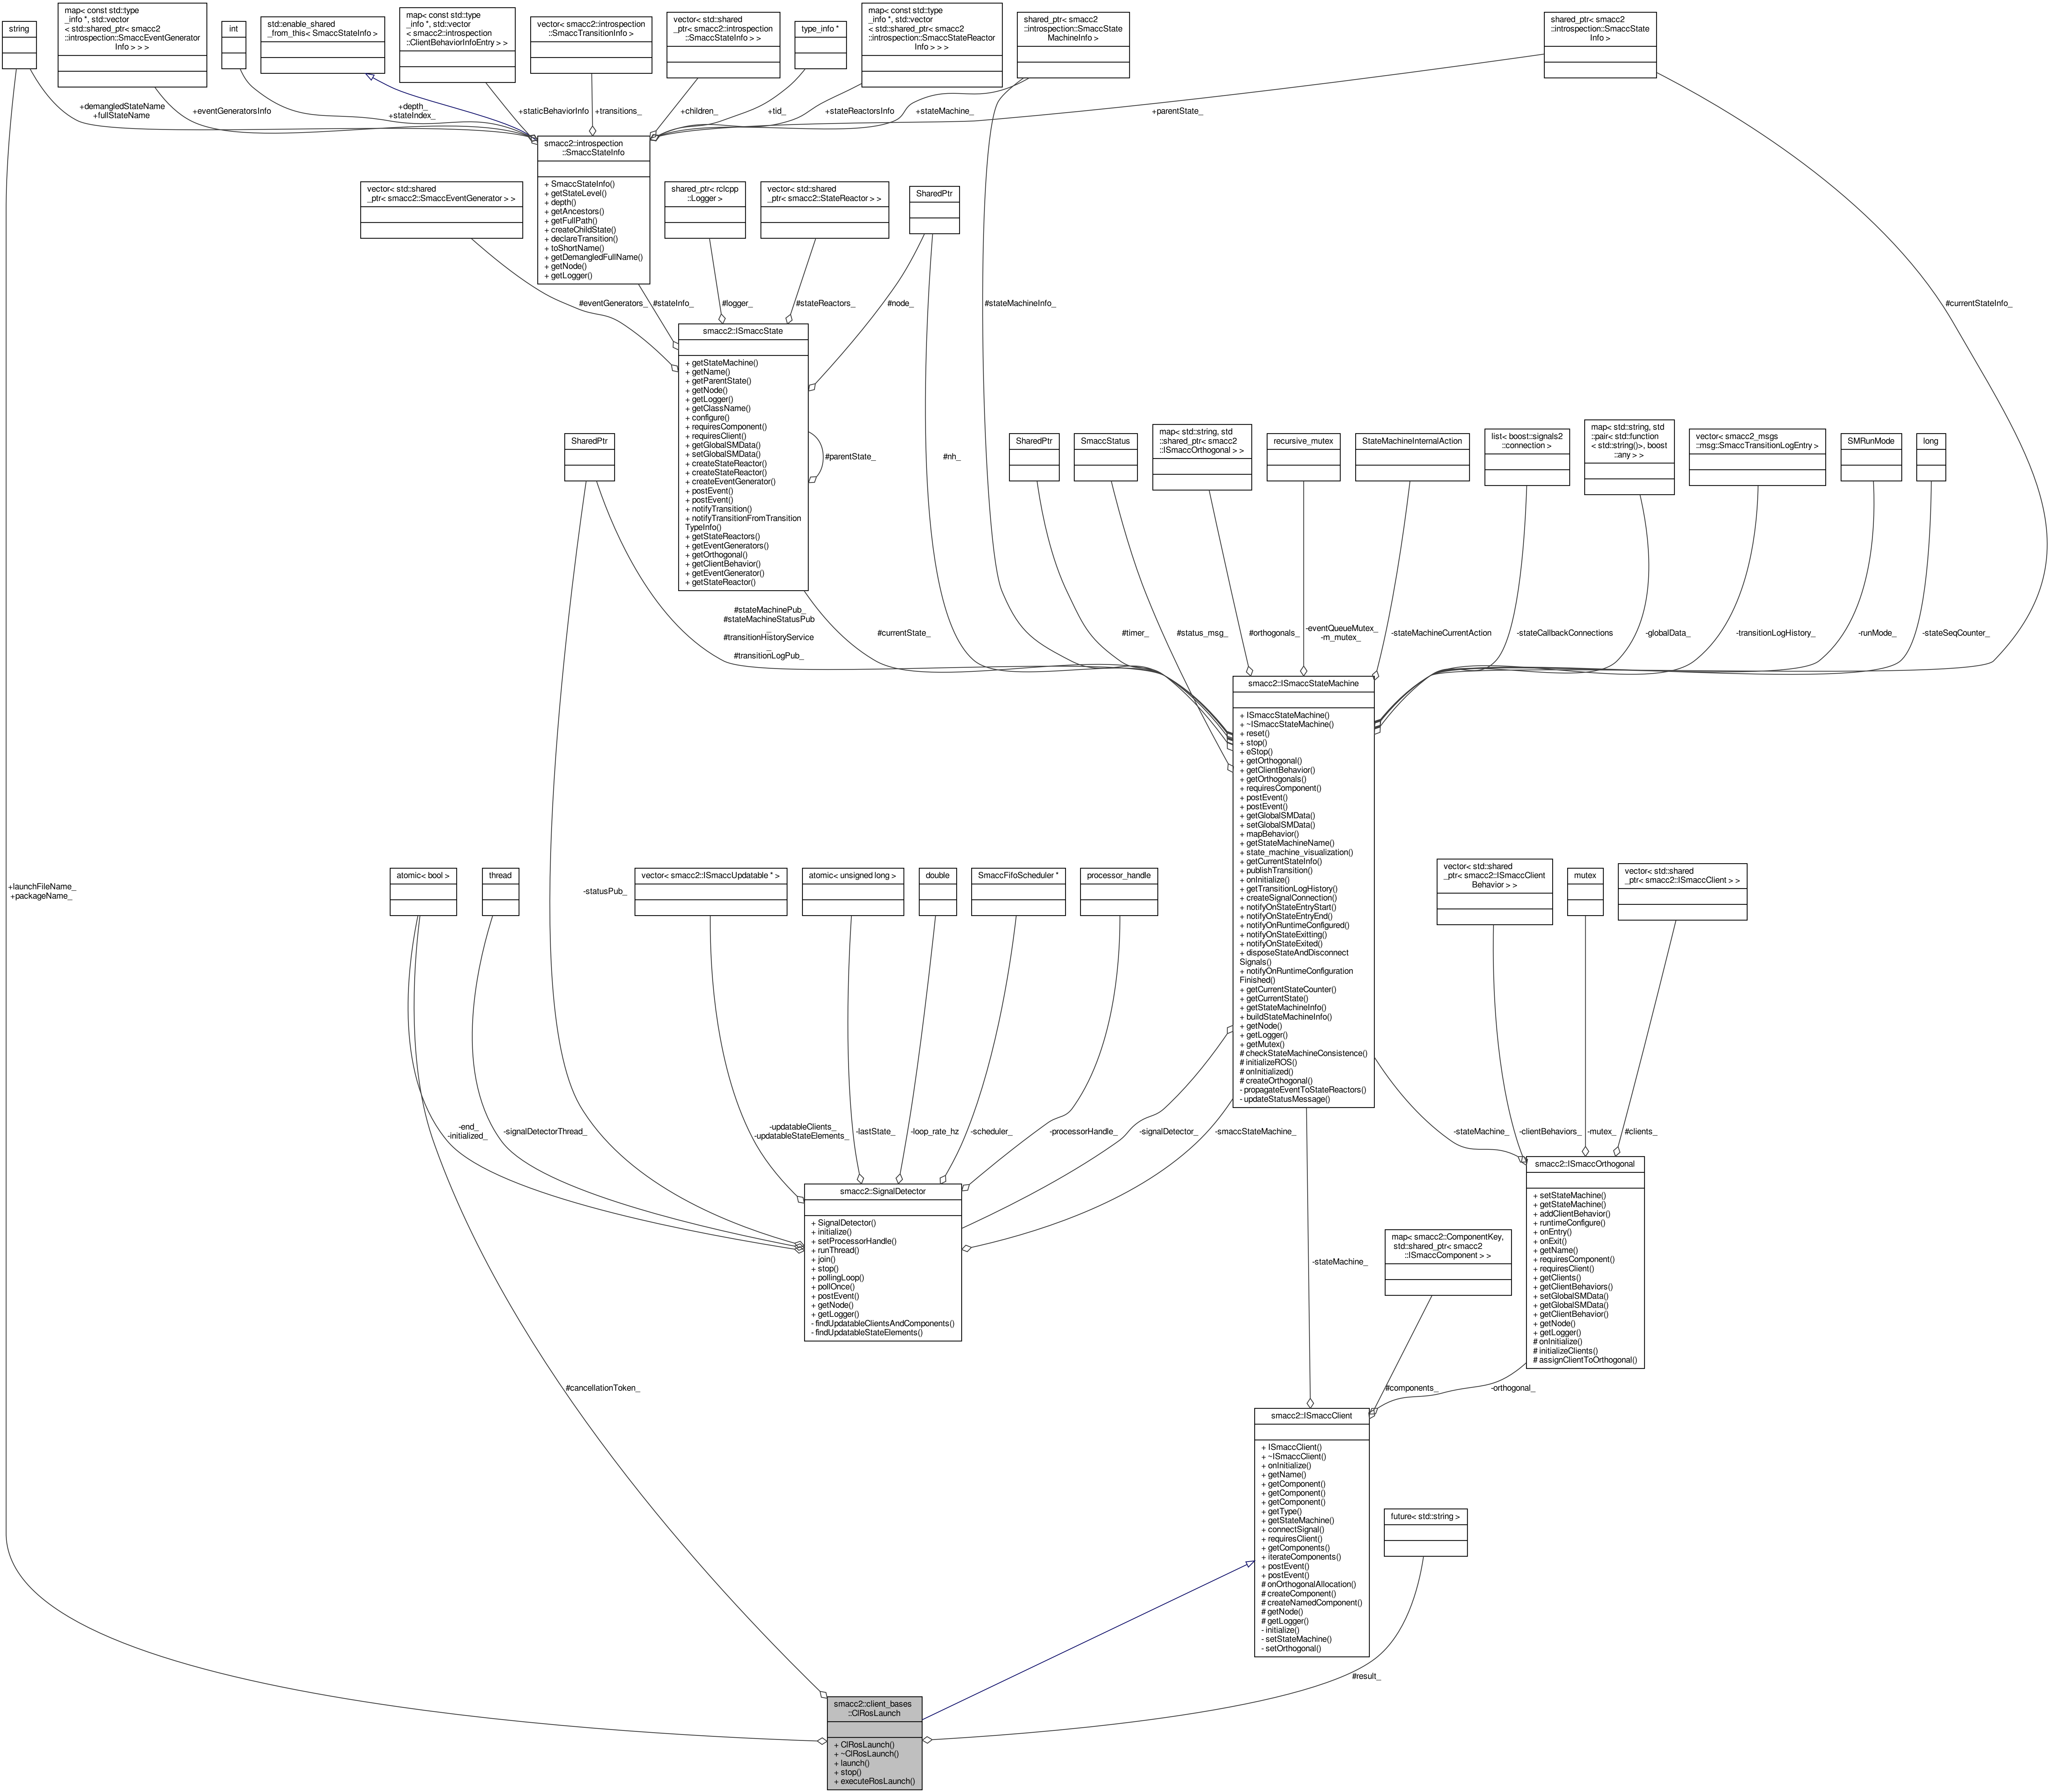 string
map< const std::type
_info *, std::vector
< std::shared_ptr< smacc2
::introspection::SmaccEventGenerator
Info > > >
int
std::enable_shared
_from_this< SmaccStateInfo >
map< const std::type
_info *, std::vector
< smacc2::introspection
::ClientBehaviorInfoEntry > >
vector< smacc2::introspection
::SmaccTransitionInfo >
vector< std::shared
_ptr< smacc2::introspection
::SmaccStateInfo > >
type_info *
map< const std::type
_info *, std::vector
< std::shared_ptr< smacc2
::introspection::SmaccStateReactor
Info > > >
shared_ptr< smacc2
::introspection::SmaccState
MachineInfo >
shared_ptr< smacc2
::introspection::SmaccState
Info >
+demangledStateName
+fullStateName
+eventGeneratorsInfo
+depth_
+stateIndex_
+staticBehaviorInfo
+transitions_
+children_
+tid_
+stateReactorsInfo
+stateMachine_
+parentState_
smacc2::introspection
::SmaccStateInfo
+ SmaccStateInfo()
+ getStateLevel()
+ depth()
+ getAncestors()
+ getFullPath()
+ createChildState()
+ declareTransition()
+ toShortName()
+ getDemangledFullName()
+ getNode()
+ getLogger()
vector< std::shared
_ptr< smacc2::SmaccEventGenerator > >
shared_ptr< rclcpp
::Logger >
vector< std::shared
_ptr< smacc2::StateReactor > >
SharedPtr
#eventGenerators_
#stateInfo_
#logger_
#stateReactors_
#node_
#stateMachineInfo_
#currentStateInfo_
smacc2::ISmaccState
+ getStateMachine()
+ getName()
+ getParentState()
+ getNode()
+ getLogger()
+ getClassName()
+ configure()
+ requiresComponent()
+ requiresClient()
+ getGlobalSMData()
+ setGlobalSMData()
+ createStateReactor()
+ createStateReactor()
+ createEventGenerator()
+ postEvent()
+ postEvent()
+ notifyTransition()
+ notifyTransitionFromTransition
TypeInfo()
+ getStateReactors()
+ getEventGenerators()
+ getOrthogonal()
+ getClientBehavior()
+ getEventGenerator()
+ getStateReactor()
#parentState_
#nh_
SharedPtr
SharedPtr
SmaccStatus
map< std::string, std
::shared_ptr< smacc2
::ISmaccOrthogonal > >
recursive_mutex
StateMachineInternalAction
list< boost::signals2
::connection >
map< std::string, std
::pair< std::function
< std::string()>, boost
::any > >
vector< smacc2_msgs
::msg::SmaccTransitionLogEntry >
SMRunMode
long
#stateMachinePub_
#stateMachineStatusPub
_
#transitionHistoryService
_
#transitionLogPub_
#currentState_
#timer_
#status_msg_
#orthogonals_
-eventQueueMutex_
-m_mutex_
-stateMachineCurrentAction
-stateCallbackConnections
-globalData_
-transitionLogHistory_
-runMode_
-stateSeqCounter_
smacc2::ISmaccStateMachine
+ ISmaccStateMachine()
+ ~ISmaccStateMachine()
+ reset()
+ stop()
+ eStop()
+ getOrthogonal()
+ getClientBehavior()
+ getOrthogonals()
+ requiresComponent()
+ postEvent()
+ postEvent()
+ getGlobalSMData()
+ setGlobalSMData()
+ mapBehavior()
+ getStateMachineName()
+ state_machine_visualization()
+ getCurrentStateInfo()
+ publishTransition()
+ onInitialize()
+ getTransitionLogHistory()
+ createSignalConnection()
+ notifyOnStateEntryStart()
+ notifyOnStateEntryEnd()
+ notifyOnRuntimeConfigured()
+ notifyOnStateExitting()
+ notifyOnStateExited()
+ disposeStateAndDisconnect
Signals()
+ notifyOnRuntimeConfiguration
Finished()
+ getCurrentStateCounter()
+ getCurrentState()
+ getStateMachineInfo()
+ buildStateMachineInfo()
+ getNode()
+ getLogger()
+ getMutex()
# checkStateMachineConsistence()
# initializeROS()
# onInitialized()
# createOrthogonal()
- propagateEventToStateReactors()
- updateStatusMessage()
+launchFileName_
+packageName_
-statusPub_
atomic< bool >
thread
vector< smacc2::ISmaccUpdatable * >
atomic< unsigned long >
double
SmaccFifoScheduler *
processor_handle
vector< std::shared
_ptr< smacc2::ISmaccClient
Behavior > >
mutex
vector< std::shared
_ptr< smacc2::ISmaccClient > >
-end_
-initialized_
-signalDetectorThread_
-updatableClients_
-updatableStateElements_
-lastState_
-loop_rate_hz
-scheduler_
-processorHandle_
-signalDetector_
-smaccStateMachine_
-stateMachine_
-clientBehaviors_
-mutex_
#clients_
smacc2::SignalDetector
+ SignalDetector()
+ initialize()
+ setProcessorHandle()
+ runThread()
+ join()
+ stop()
+ pollingLoop()
+ pollOnce()
+ postEvent()
+ getNode()
+ getLogger()
- findUpdatableClientsAndComponents()
- findUpdatableStateElements()
smacc2::ISmaccOrthogonal
+ setStateMachine()
+ getStateMachine()
+ addClientBehavior()
+ runtimeConfigure()
+ onEntry()
+ onExit()
+ getName()
+ requiresComponent()
+ requiresClient()
+ getClients()
+ getClientBehaviors()
+ setGlobalSMData()
+ getGlobalSMData()
+ getClientBehavior()
+ getNode()
+ getLogger()
# onInitialize()
# initializeClients()
# assignClientToOrthogonal()
map< smacc2::ComponentKey,
std::shared_ptr< smacc2
::ISmaccComponent > >
-stateMachine_
#cancellationToken_
#components_
-orthogonal_
smacc2::ISmaccClient
+ ISmaccClient()
+ ~ISmaccClient()
+ onInitialize()
+ getName()
+ getComponent()
+ getComponent()
+ getComponent()
+ getType()
+ getStateMachine()
+ connectSignal()
+ requiresClient()
+ getComponents()
+ iterateComponents()
+ postEvent()
+ postEvent()
# onOrthogonalAllocation()
# createComponent()
# createNamedComponent()
# getNode()
# getLogger()
- initialize()
- setStateMachine()
- setOrthogonal()
future< std::string >
#result_
smacc2::client_bases
::ClRosLaunch
+ ClRosLaunch()
+ ~ClRosLaunch()
+ launch()
+ stop()
+ executeRosLaunch()